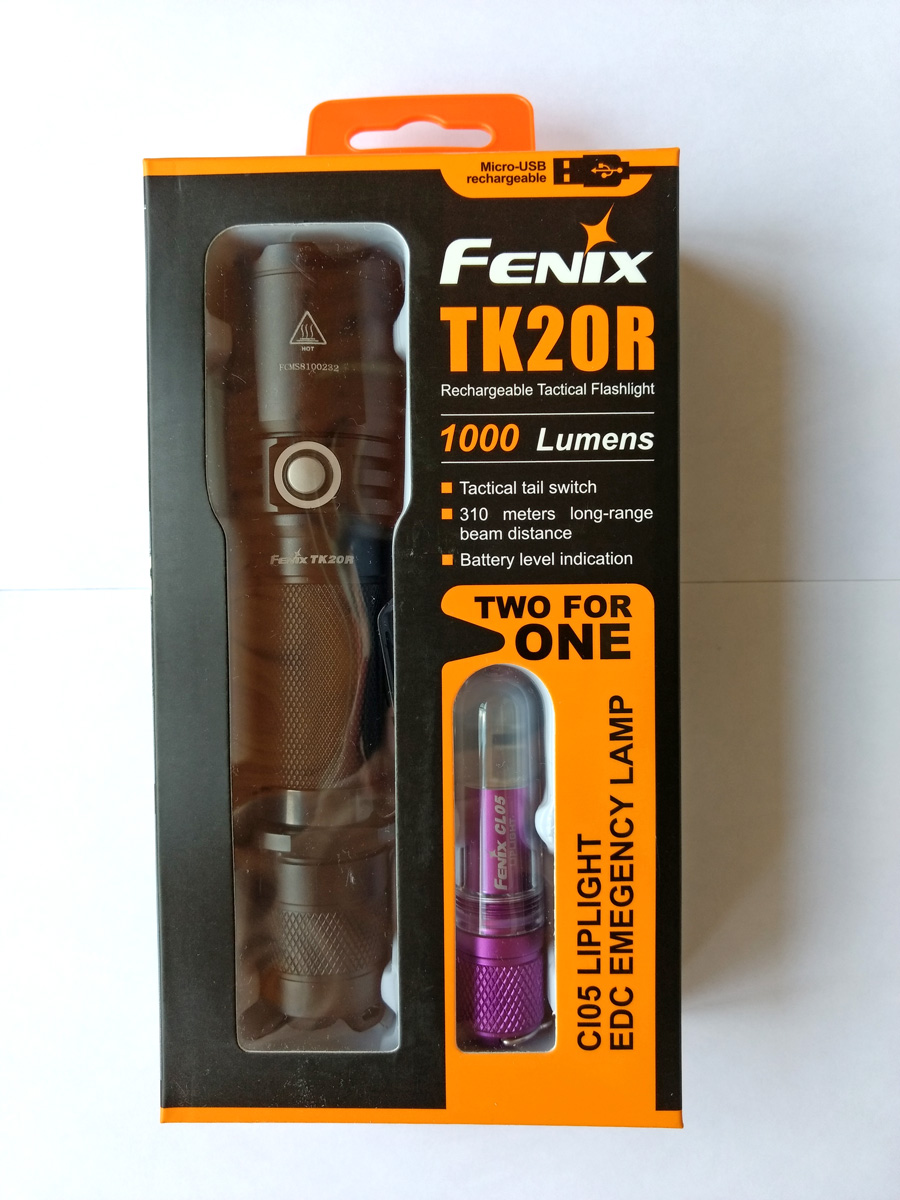 Micro-USB
rechargeable
FENIX
TK20R
Rechargeable Tactical Flashlight
1000 Lumens
Tactical tail switch
310 meters long-range
beam distance
Battery level indication
TWO FOR
ONE
CI05 LIPLIGHT
EDC EMEGENCY LAMP
HOT
FCMS8100232
FENIX TK20R
FENIX CL05
LIPLIGHT